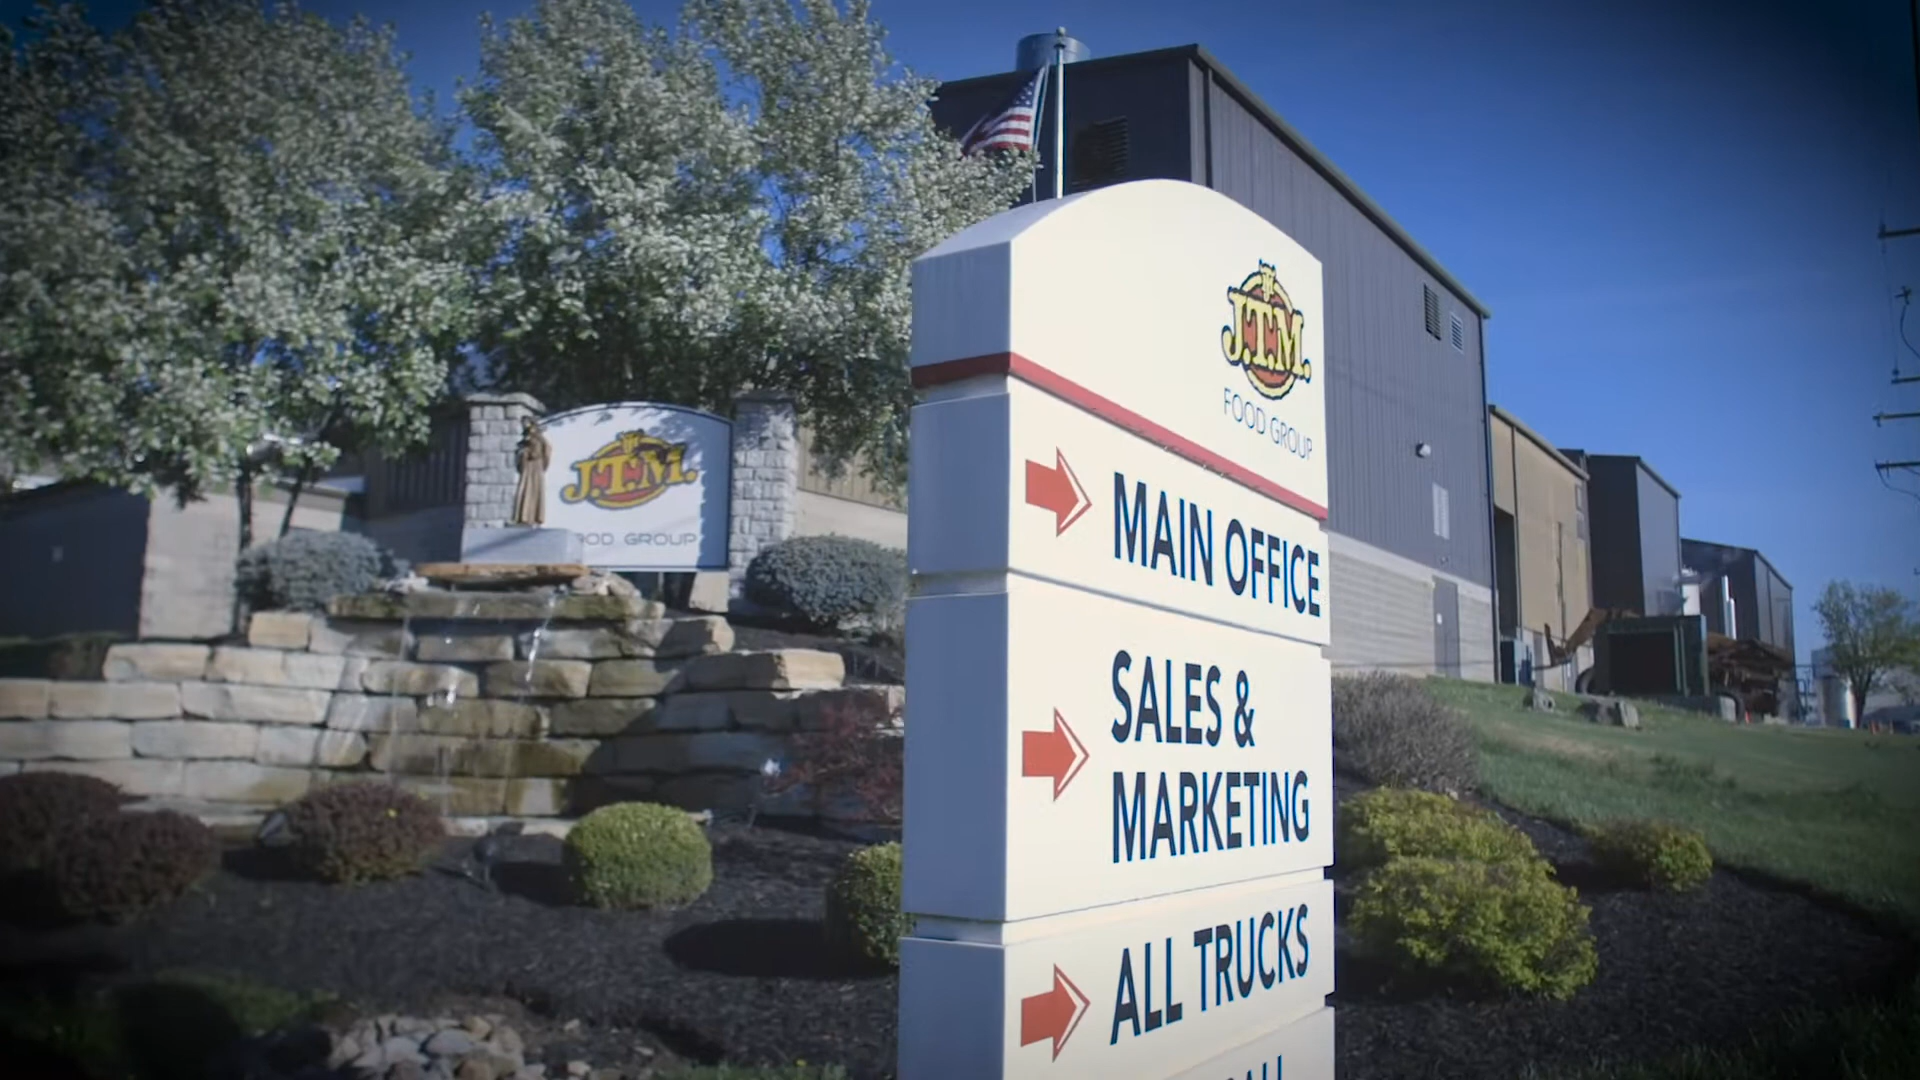 J.T.M.
FOOD GROUP
MAIN OFFICE
SALES &
MARKETING
ALL TRUCKS
J.T.M.
FOOD GROUP